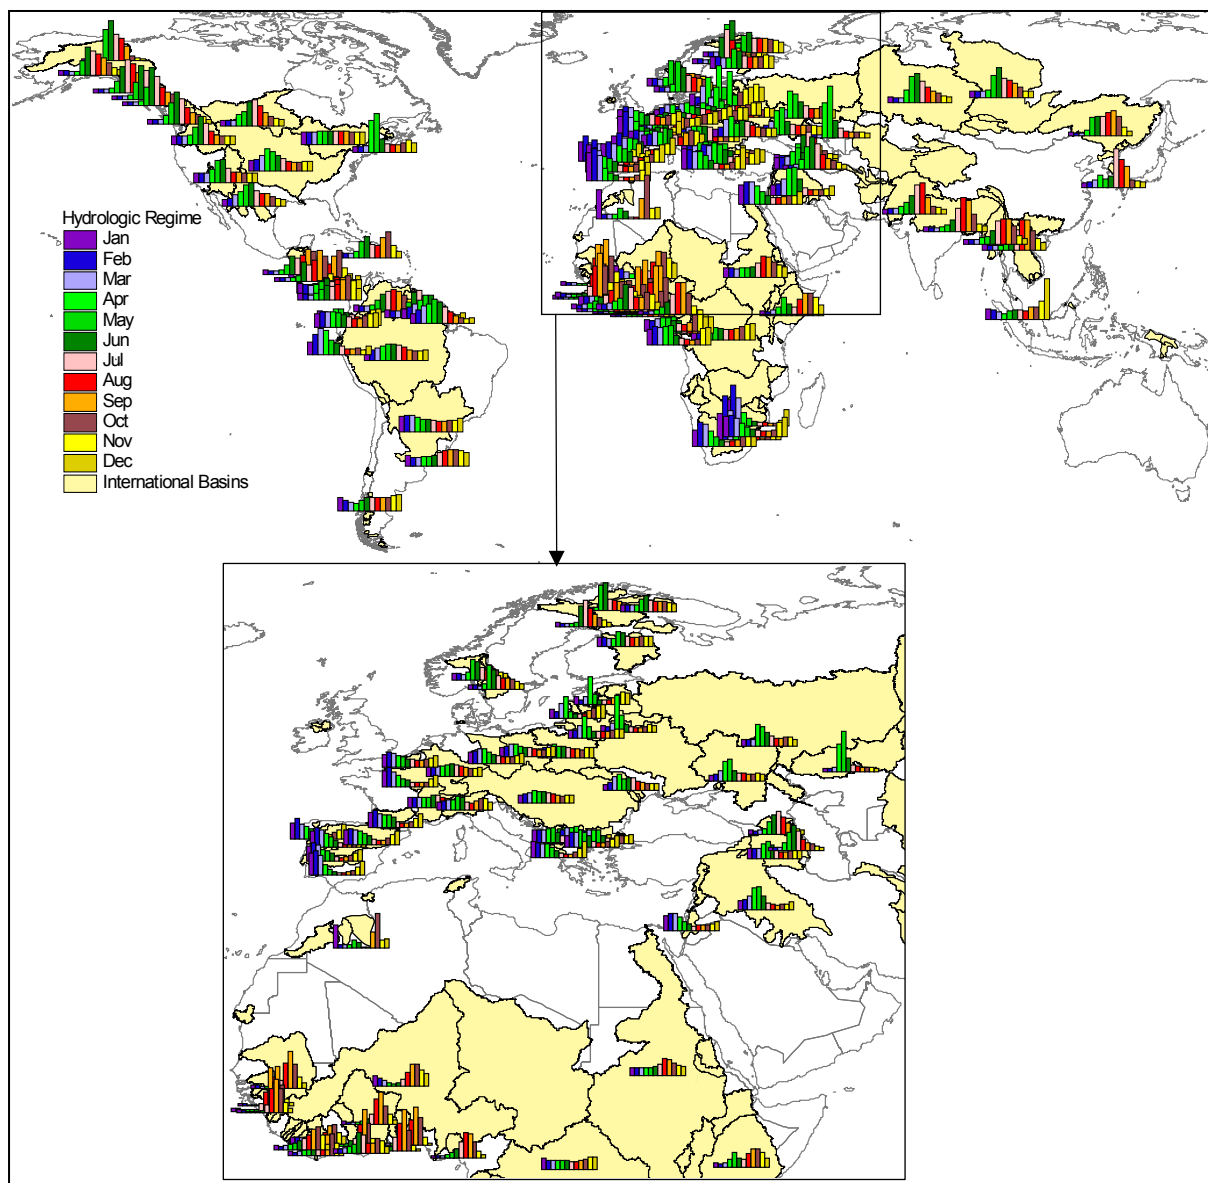 Hydrologic Regime
Jan
Feb
Mar
Apr
May
Jun
Jul
Aug
Sep
Oct
Nov
Dec
International Basins